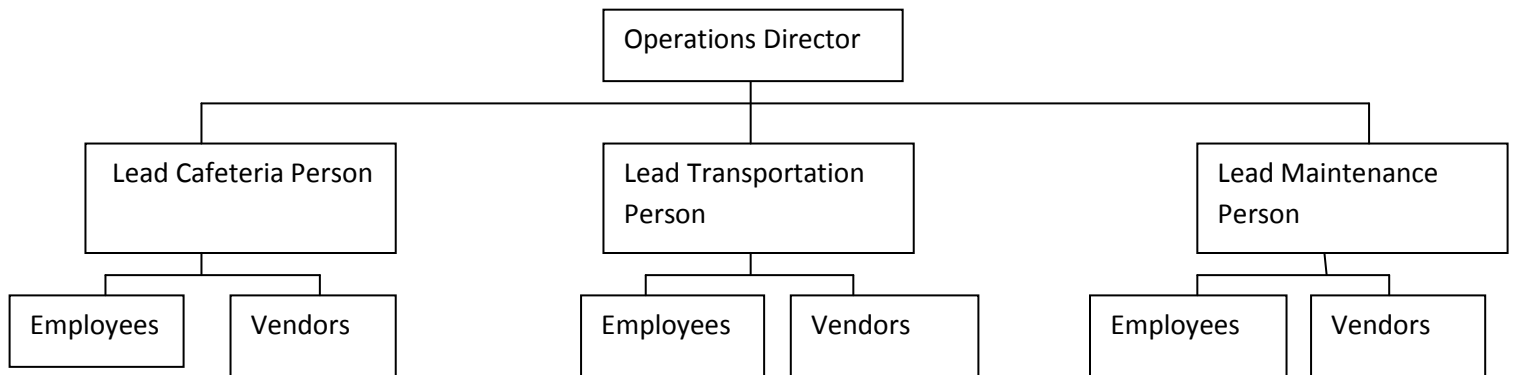 Operations Director
Lead Cafeteria Person
Lead Transportation
Person
Lead Maintenance
Person
Employees
Vendors
Employees
Vendors
Employees
Vendors